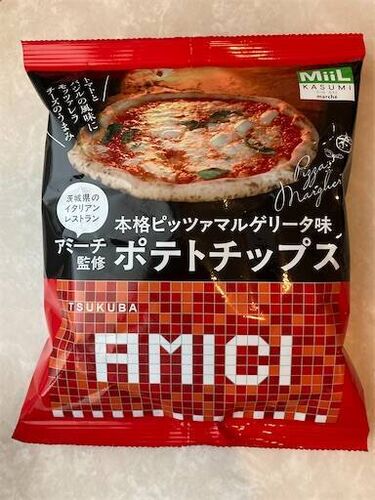 MiiL
KASUMI
marché
トマトと
バジルの風味に
モッツァレラ
チーズのうまみ
Pizza
Margher
茨城県の
イタリアン
レストラン
本格ピッツァマルゲリータ味
アミーチ
監修
ポテトチップス
TSUKUBA
AMICI